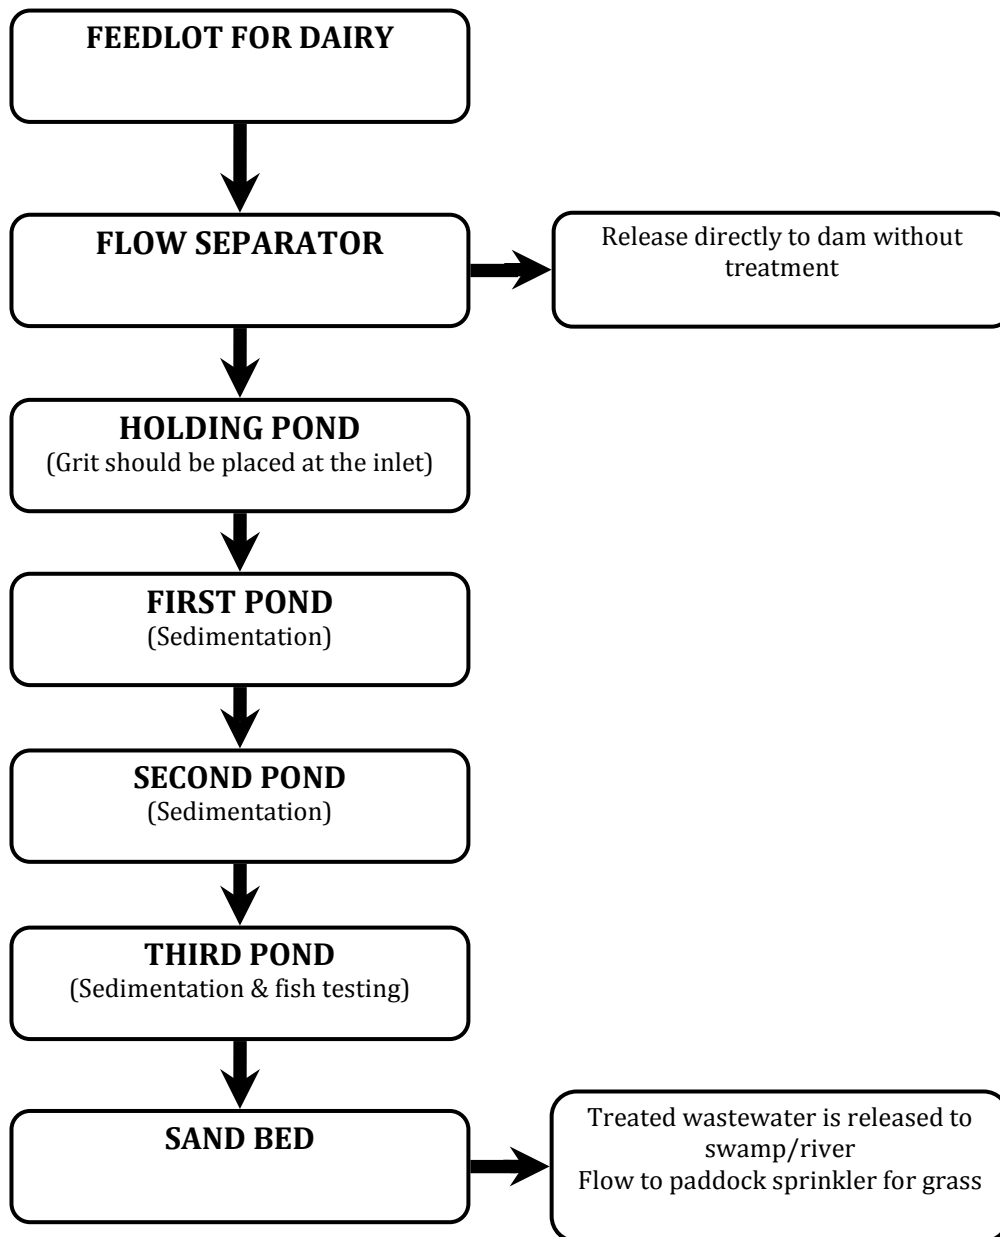 FEEDLOT FOR DAIRY
FLOW SEPARATOR
Release directly to dam without
treatment
HOLDING POND
(Grit should be placed at the inlet)
FIRST POND
(Sedimentation)
SECOND POND
(Sedimentation)
THIRD POND
(Sedimentation & fish testing)
SAND BED
Treated wastewater is released to
swamp/river
Flow to paddock sprinkler for grass